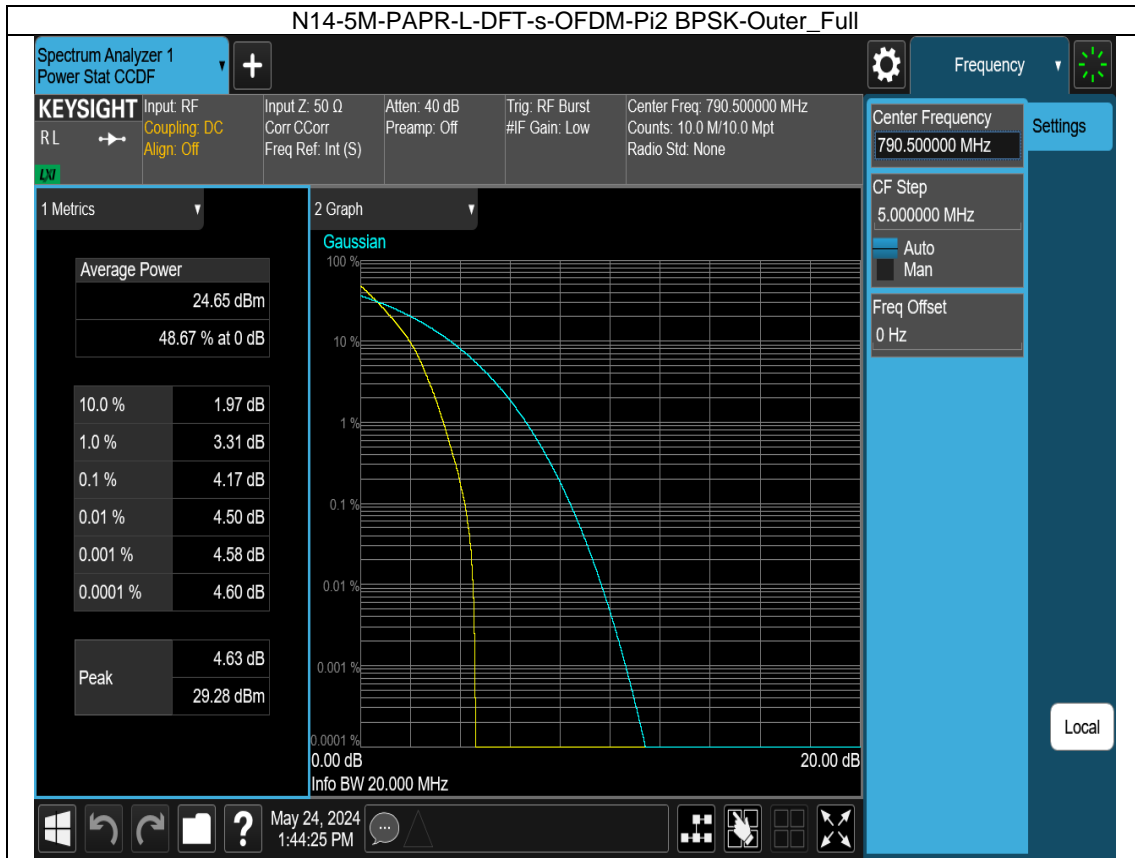 N14-5M-PAPR-L-DFT-s-OFDM-Pi2 BPSK-Outer_Full
Spectrum Analyzer 1
Power Stat CCDF
+
Frequency
KEYSIGHT
RL
LXI
Input: RF
Coupling: DC
Align: Off
Input Z: 50 Ω
Corr CCorr
Freq Ref: Int (S)
Atten: 40 dB
Preamp: Off
Trig: RF Burst
#IF Gain: Low
Center Freq: 790.500000 MHz
Counts: 10.0 M/10.0 Mpt
Radio Std: None
Center Frequency
790.500000 MHz
Settings
CF Step
5.000000 MHz
Auto
Man
Freq Offset
0 Hz
Local
1 Metrics
Average Power
24.65 dBm
48.67 % at 0 dB
10.0 % 1.97 dB
1.0 % 3.31 dB
0.1 % 4.17 dB
0.01 % 4.50 dB
0.001 % 4.58 dB
0.0001 % 4.60 dB
Peak
4.63 dB
29.28 dBm
2 Graph
Gaussian
100 %
10 %
1 %
0.1 %
0.01 %
0.001 %
0.0001 %
0.00 dB 20.00 dB
Info BW 20.000 MHz
?
May 24, 2024
1:44:25 PM